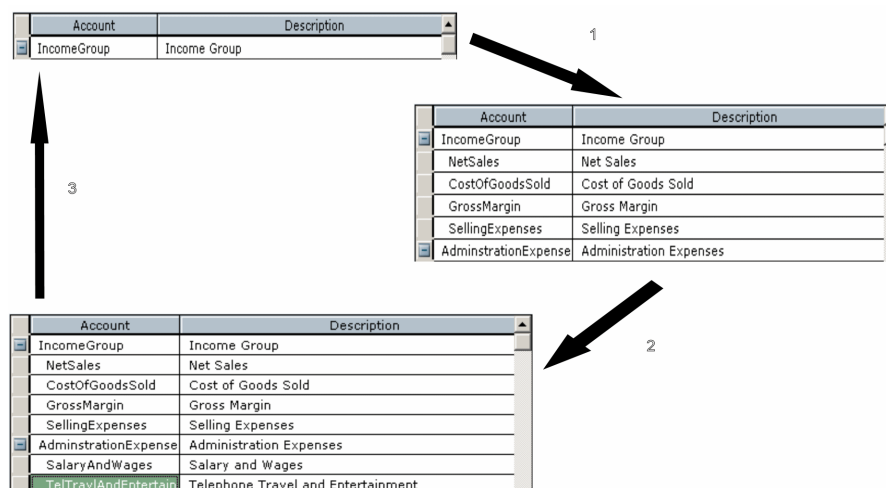 Account Description
IncomeGroup Income Group
1
Account Description
IncomeGroup Income Group
NetSales Net Sales
CostOfGoodsSold Cost of Goods Sold
GrossMargin Gross Margin
SellingExpenses Selling Expenses
AdminstrationExpense Administration Expenses
2
3
Account Description
IncomeGroup Income Group
NetSales Net Sales
CostOfGoodsSold Cost of Goods Sold
GrossMargin Gross Margin
SellingExpenses Selling Expenses
AdminstrationExpense Administration Expenses
SalaryAndWages Salary and Wages
TelTravlAndEntertain Telephone Travel and Entertainment